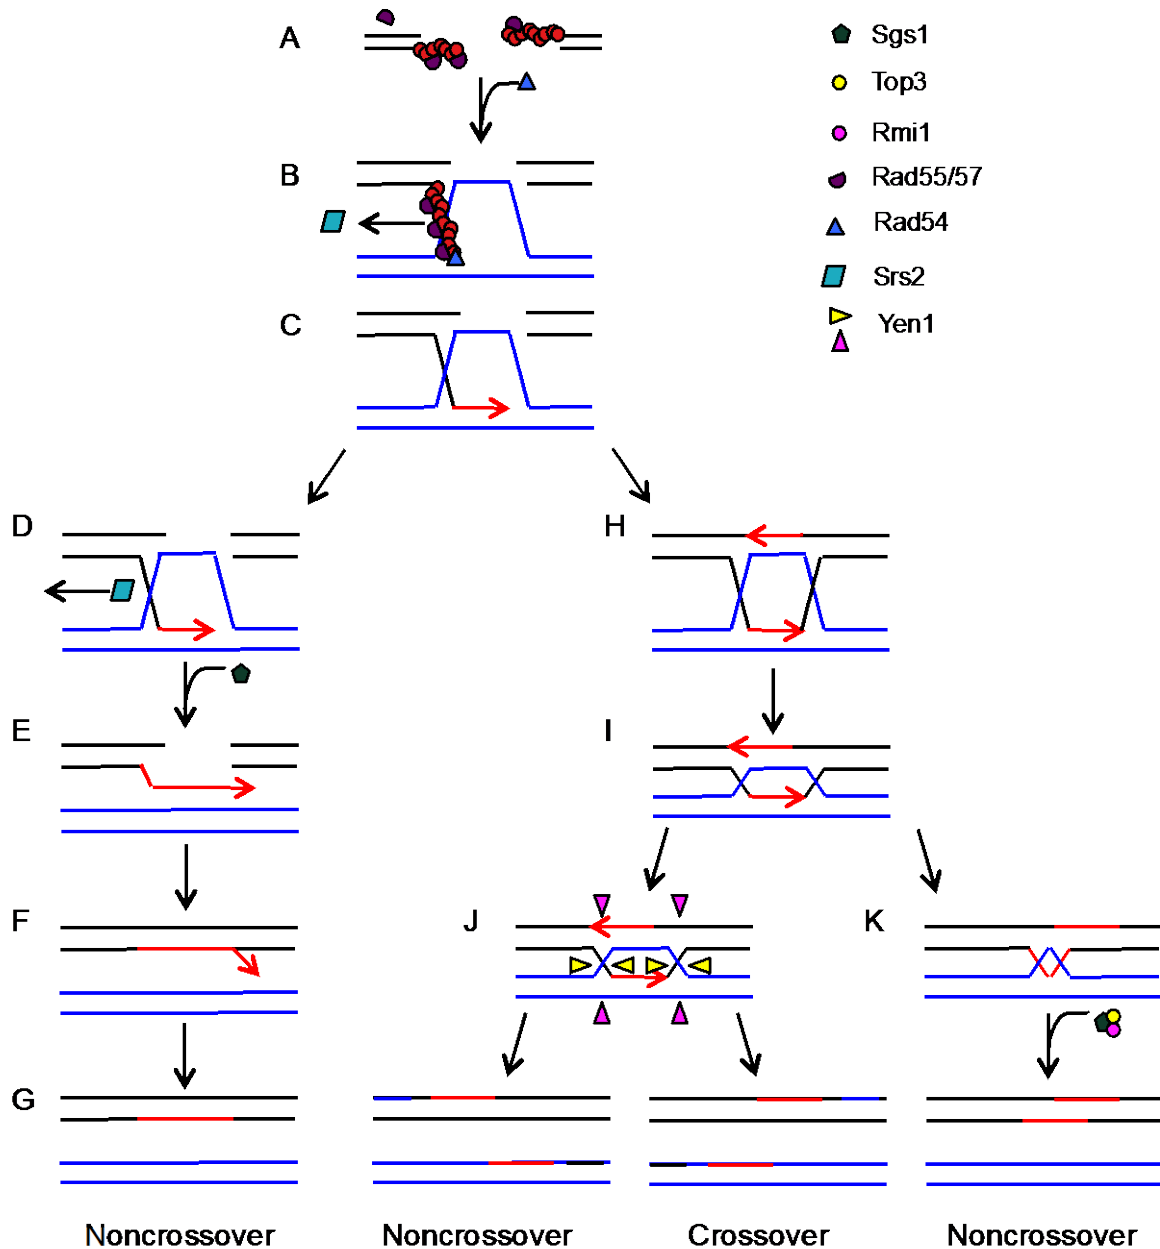 A
Sgs1
Top3
Rmi1
B
Rad55/57
Rad54
Srs2
C
Yen1
D
H
E
I
F
J
K
G
Noncrossover
Noncrossover
Crossover
Noncrossover